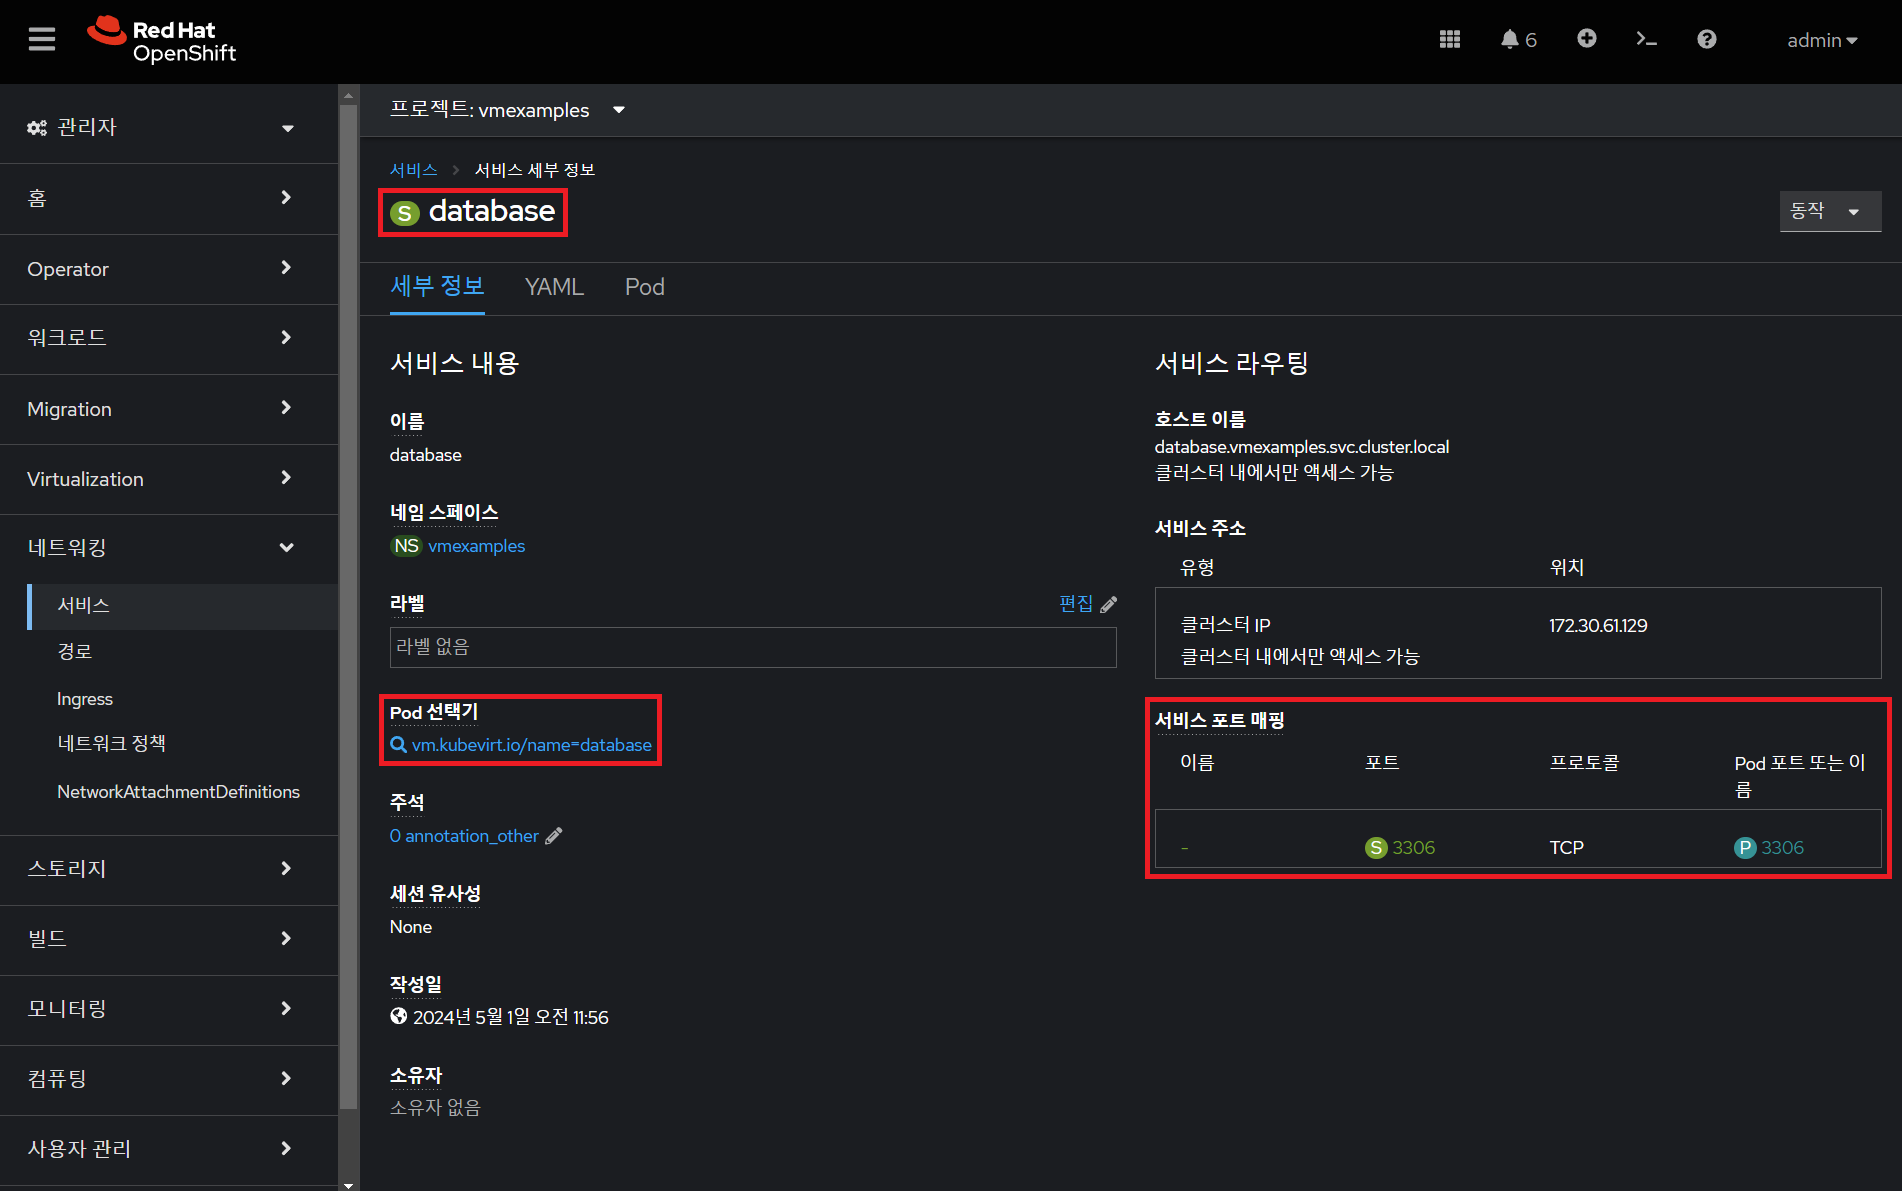 Red Hat
OpenShift
6
admin
관리자
홈
Operator
워크로드
Migration
Virtualization
네트워킹
서비스
경로
Ingress
네트워크 정책
NetworkAttachmentDefinitions
스토리지
빌드
모니터링
컴퓨팅
사용자 관리
프로젝트: vmexamples
서비스 서비스 세부 정보
S database
동작
세부 정보 YAML Pod
서비스 내용
이름
database
네임 스페이스
NS vmexamples
라벨
편집
라벨 없음
Pod 선택기
vm.kubevirt.io/name=database
주석
0 annotation_other
세션 유사성
None
작성일
2024년 5월 1일 오전 11:56
소유자
소유자 없음
서비스 라우팅
호스트 이름
database.vmexamples.svc.cluster.local
클러스터 내에서만 액세스 가능
서비스 주소
유형 위치
클러스터 IP 172.30.61.129
클러스터 내에서만 액세스 가능
서비스 포트 매핑
이름 포트 프로토콜 Pod 포트 또는 이
름
- S 3306 TCP P 3306